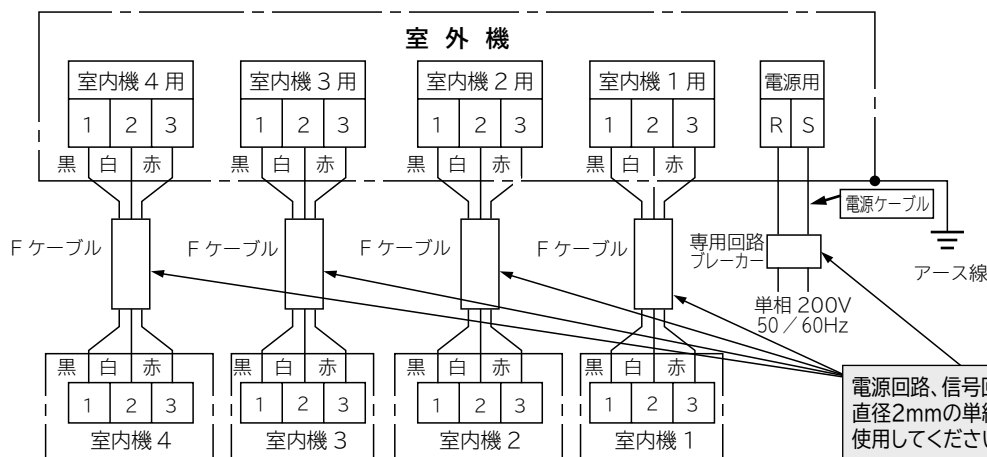 室外機
室内機4用 室内機3用 室内機2用 室内機1用 電源用
1 2 3 1 2 3 1 2 3 1 2 3 R S
黒 白 赤 黒 白 赤 黒 白 赤 黒 白 赤
電源ケーブル
Fケーブル Fケーブル Fケーブル Fケーブル 専用回路
ブレーカー
アース線
単相200V
50/60Hz
黒 白 赤 黒 白 赤 黒 白 赤 黒 白 赤
1 2 3 1 2 3 1 2 3 1 2 3
室内機4 室内機3 室内機2 室内機1
電源回路、信号
直径2mmの単
使用してくださ